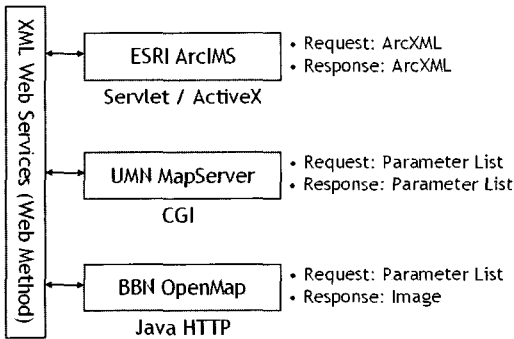 XML Web Services (Web Method)
ESRI ArcIMS
Servlet / ActiveX
• Request: ArcXML
• Response: ArcXML
UMN MapServer
CGI
• Request: Parameter List
• Response: Parameter List
BBN OpenMap
Java HTTP
• Request: Parameter List
• Response: Image